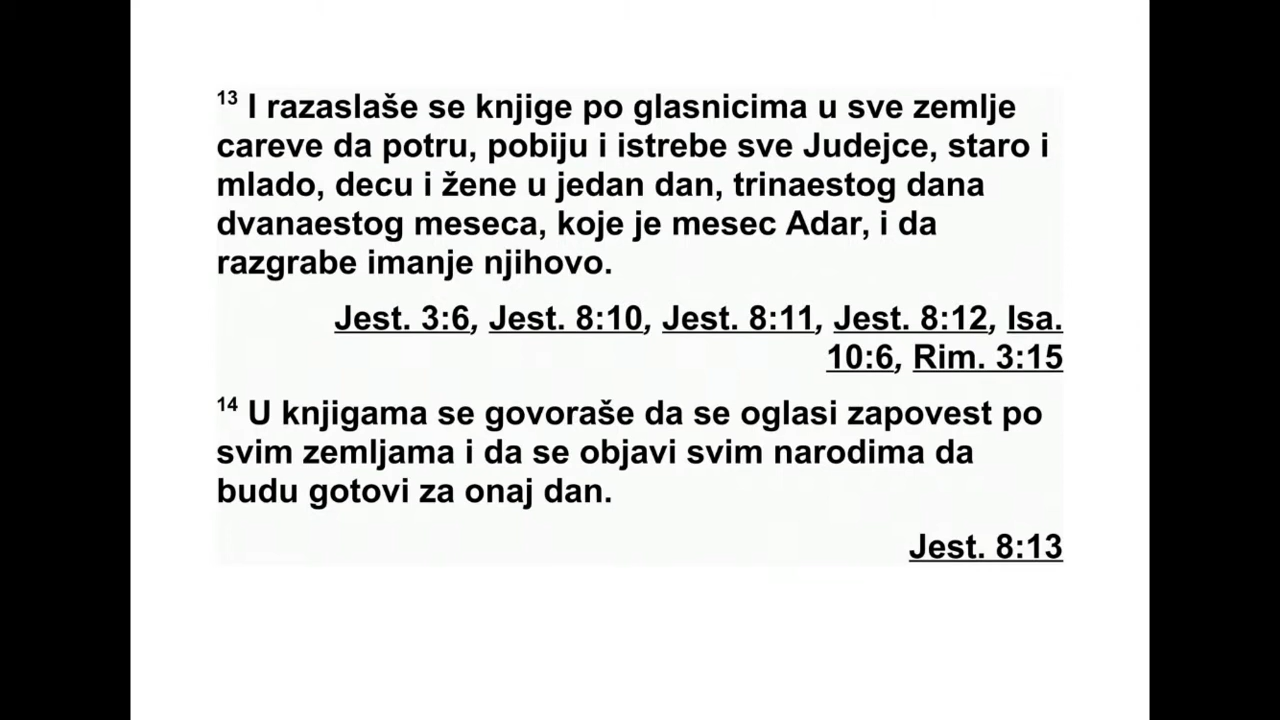 13 I razaslaše se knjige po glasnicima u sve zemlje
careve da potru, pobiju i istrebe sve Judejce, staro i
mlado, decu i žene u jedan dan, trinaestog dana
dvanaestog meseca, koje je mesec Adar, i da
razgrabe imanje njihovo.
Jest. 3:6, Jest. 8:10, Jest. 8:11, Jest. 8:12, Isa.
10:6, Rim. 3:15
14 U knjigama se govoraše da se oglasi zapovest po
svim zemljama i da se objavi svim narodima da
budu gotovi za onaj dan.
Jest. 8:13